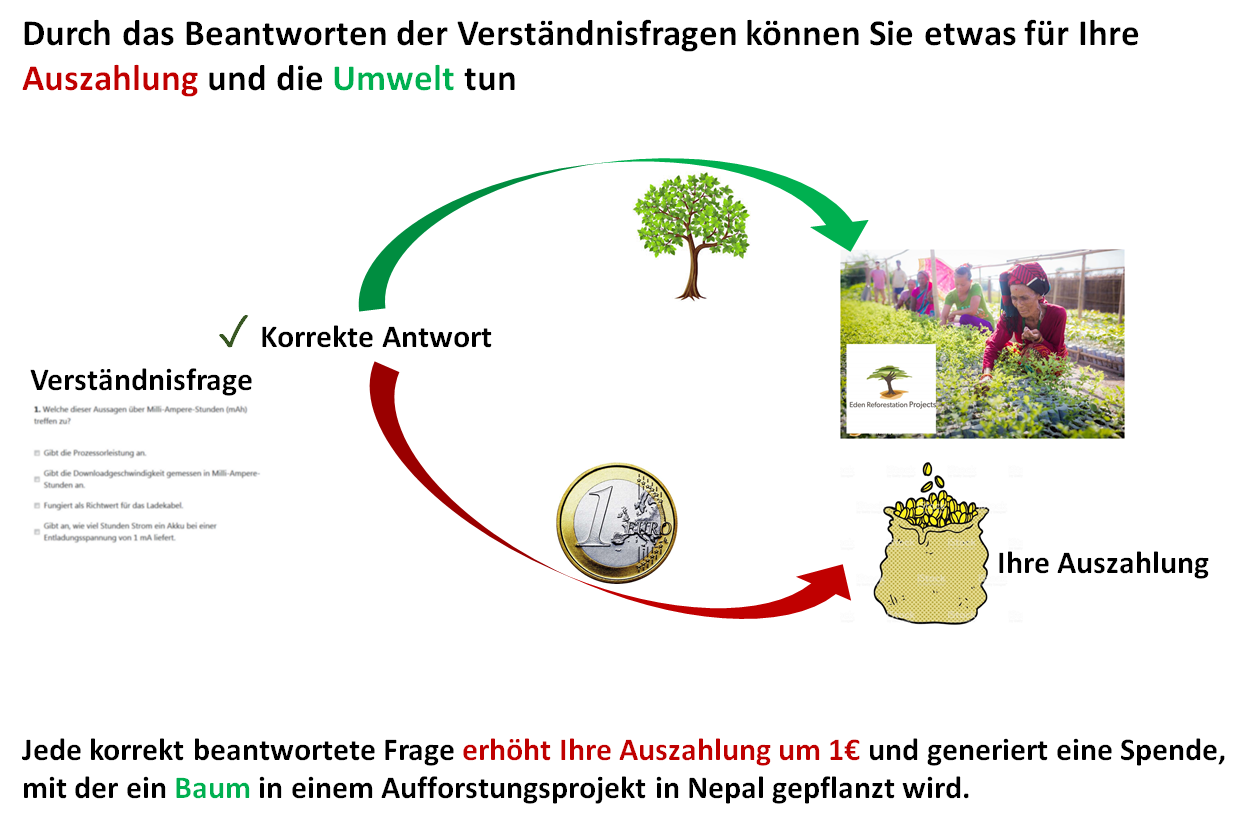 Durch das Beantworten der Verständnisfragen können Sie etwas für Ihre
Auszahlung und die Umwelt tun
✓ Korrekte Antwort
Verständnisfrage
1. Welche dieser Aussagen über Milli-Ampere-Stunden (mAh)
treffen zu?
Gibt die Prozessorleistung an.
Gibt die Downloadgeschwindigkeit gemessen in Milli-Ampere-
Stunden an.
Fungiert als Richtwert für das Ladekabel.
Gibt an, wie viel Stunden Strom ein Akku bei einer
Entladungsspannung von 1 mA liefert.
Eden Reforestation Projects
1 EURO
Ihre Auszahlung
Jede korrekt beantwortete Frage erhöht Ihre Auszahlung um 1€ und generiert eine Spende,
mit der ein Baum in einem Aufforstungsprojekt in Nepal gepflanzt wird.